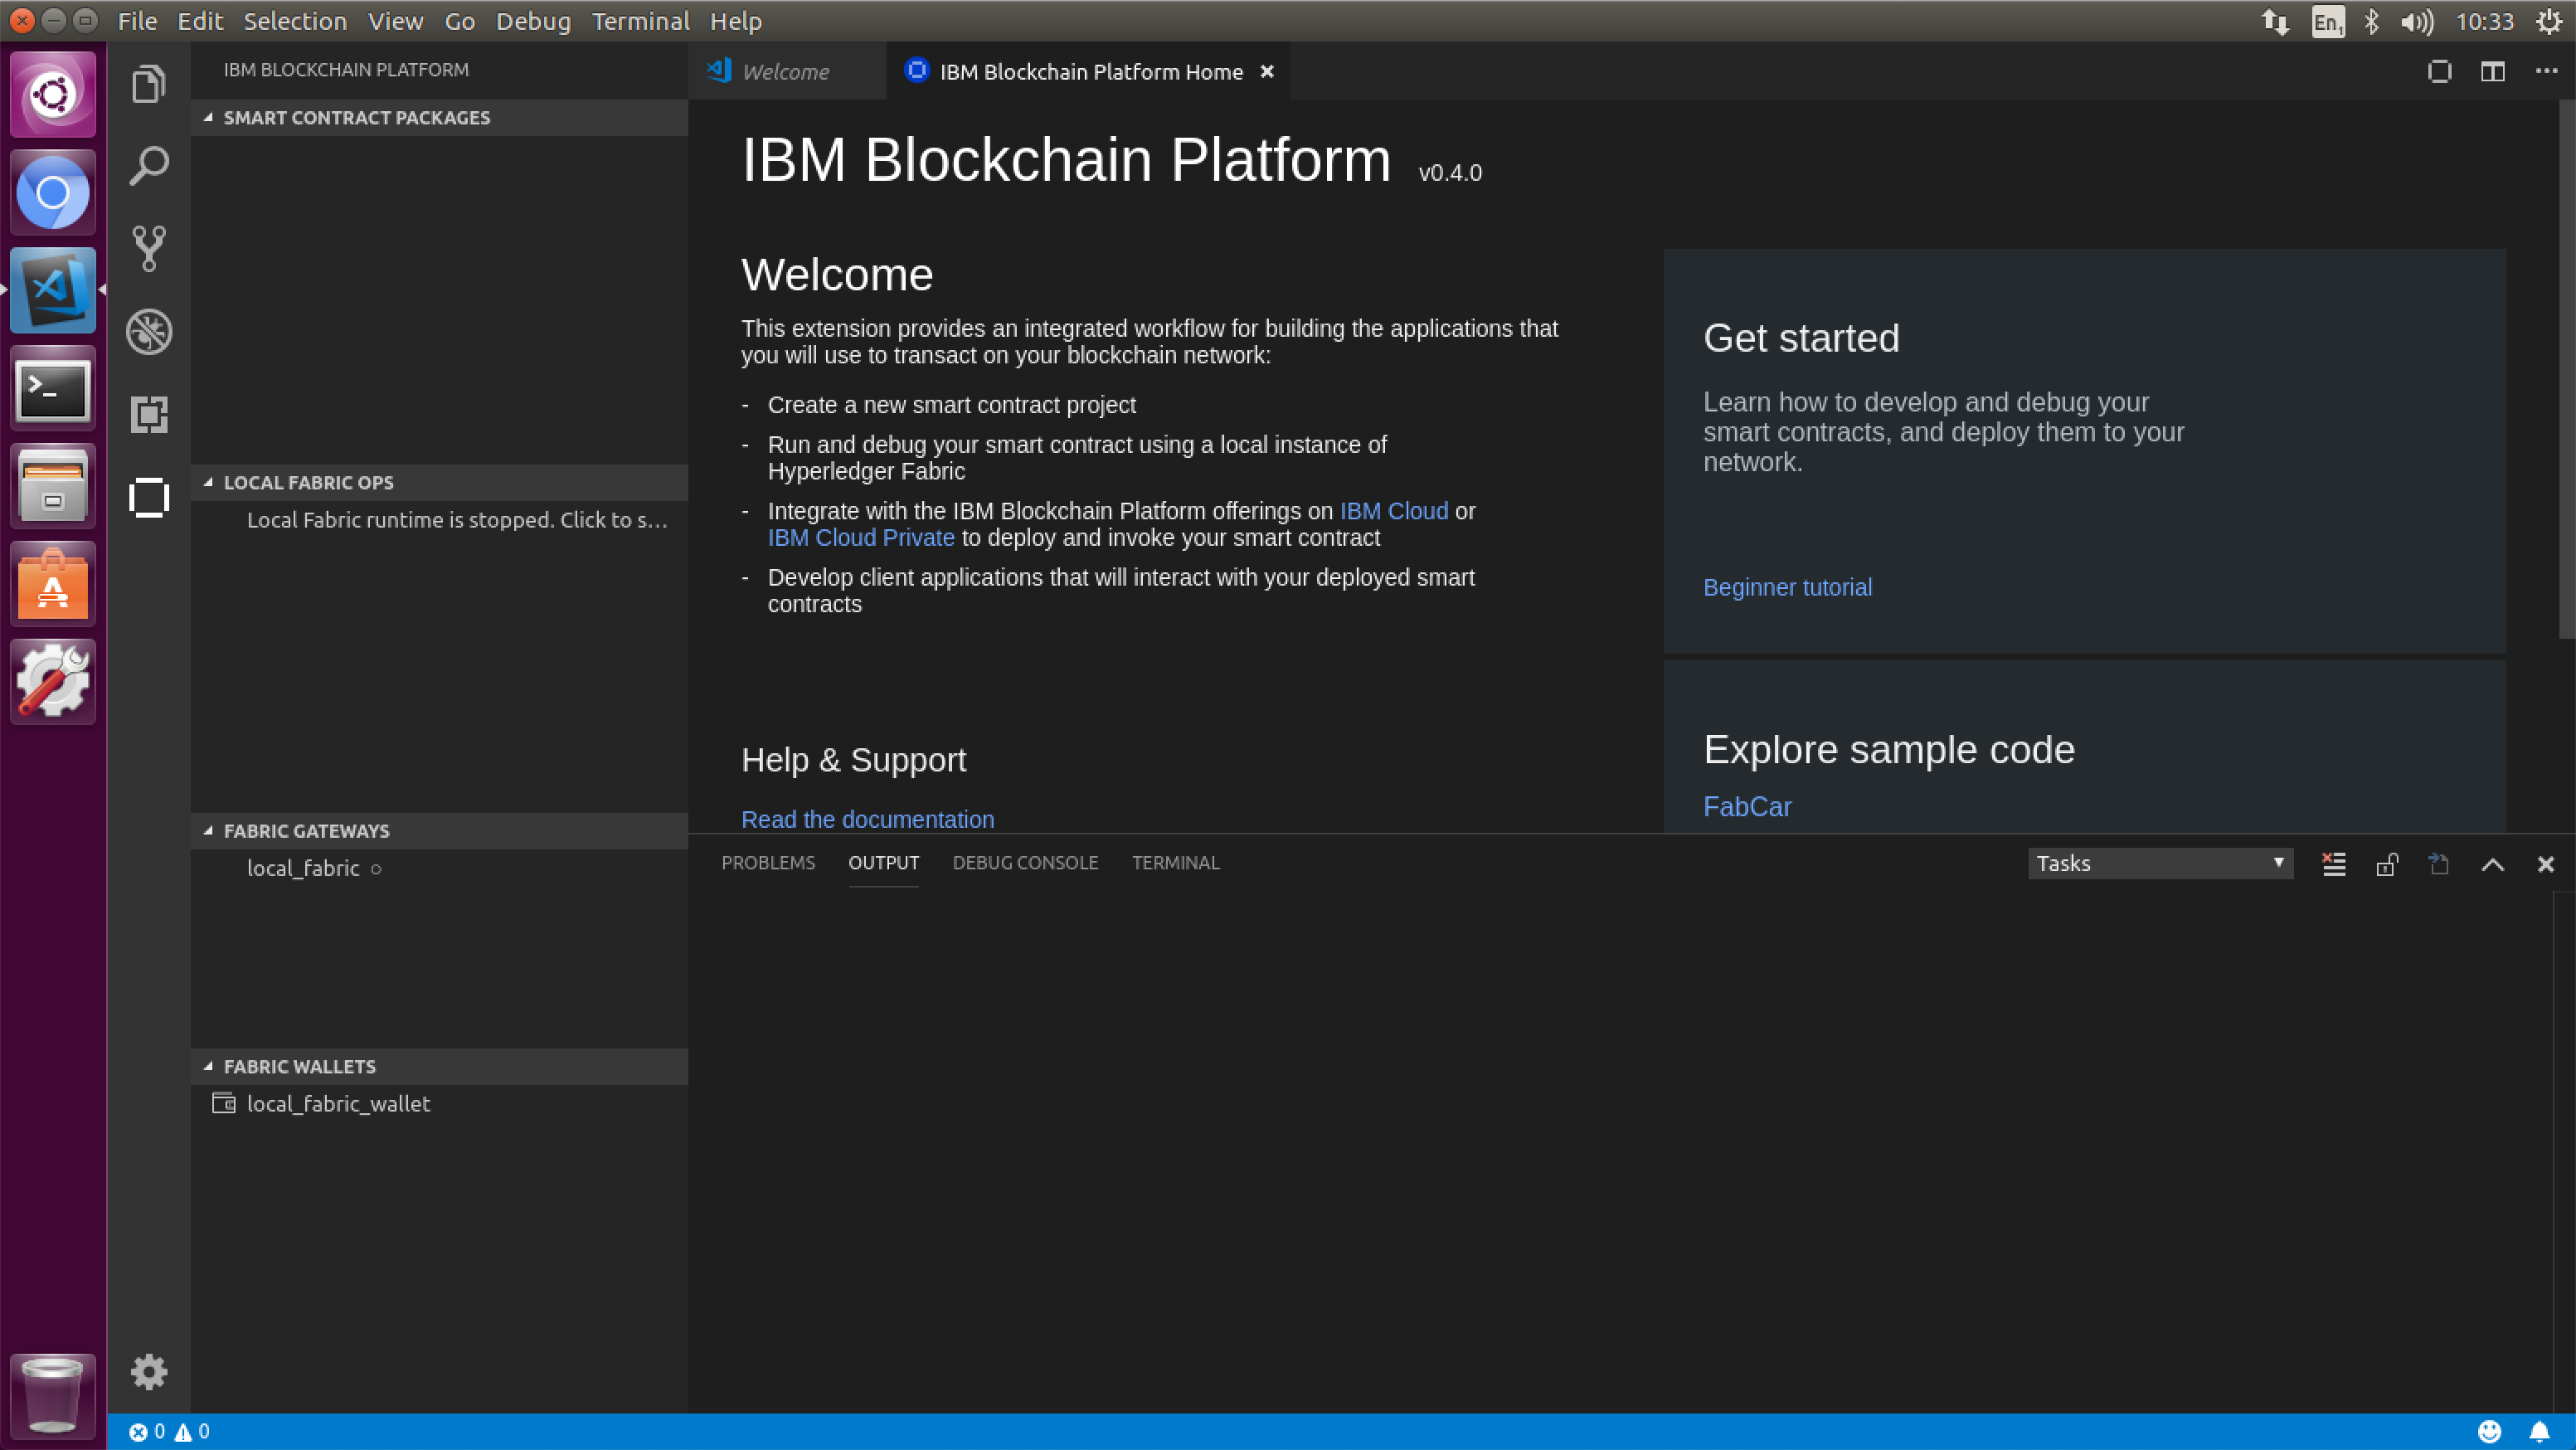 File Edit Selection View Go Debug Terminal Help
En1 10:33
IBM BLOCKCHAIN PLATFORM
SMART CONTRACT PACKAGES
LOCAL FABRIC OPS
Local Fabric runtime is stopped. Click to s...
FABRIC GATEWAYS
local_fabric ○
FABRIC WALLETS
local_fabric_wallet
Welcome
IBM Blockchain Platform Home
IBM Blockchain Platform v0.4.0
Welcome
This extension provides an integrated workflow for building the applications that
you will use to transact on your blockchain network:
- Create a new smart contract project
- Run and debug your smart contract using a local instance of
Hyperledger Fabric
- Integrate with the IBM Blockchain Platform offerings on IBM Cloud or
IBM Cloud Private to deploy and invoke your smart contract
- Develop client applications that will interact with your deployed smart
contracts
Help & Support
Read the documentation
Get started
Learn how to develop and debug your
smart contracts, and deploy them to your
network.
Beginner tutorial
Explore sample code
FabCar
PROBLEMS OUTPUT DEBUG CONSOLE TERMINAL
Tasks
0 0